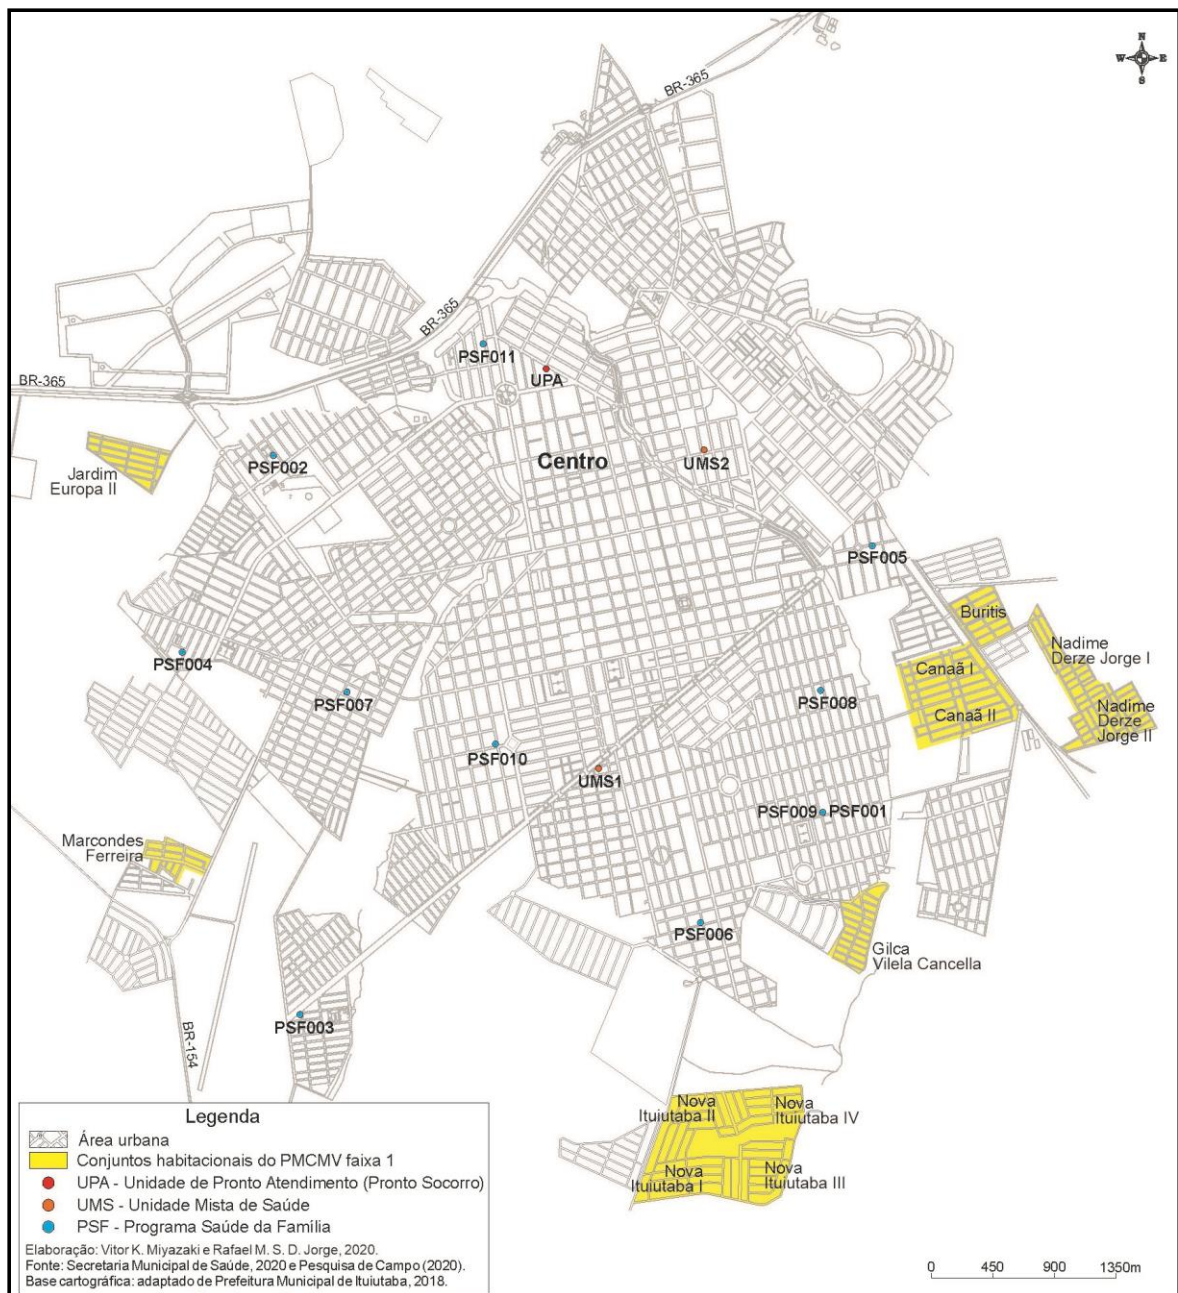 N
W E
S
BR-365
BR-365
PSF011
UPA
BR-365
Centro
UMS2
PSF002
Jardim
Europa II
PSF005
Buritis
Nadime
Derze Jorge I
PSF004
Canaã I
PSF007
PSF008
Canaã II
Nadime
Derze
Jorge II
PSF010
UMS1
PSF009
PSF001
Marcondes
Ferreira
PSF006
Gilca
Vilela Cancella
PSF003
BR-154
Nova
Ituiutaba II
Nova
Ituiutaba IV
Nova
Ituiutaba I
Nova
Ituiutaba III
Legenda
Área urbana
Conjuntos habitacionais do PMCMV faixa 1
UPA - Unidade de Pronto Atendimento (Pronto Socorro)
UMS - Unidade Mista de Saúde
PSF - Programa Saúde da Família
Elaboração: Vitor K. Miyazaki e Rafael M. S. D. Jorge, 2020.
Fonte: Secretaria Municipal de Saúde, 2020 e Pesquisa de Campo (2020).
Base cartográfica: adaptado de Prefeitura Municipal de Ituiutaba, 2018.
0 450 900 1350m